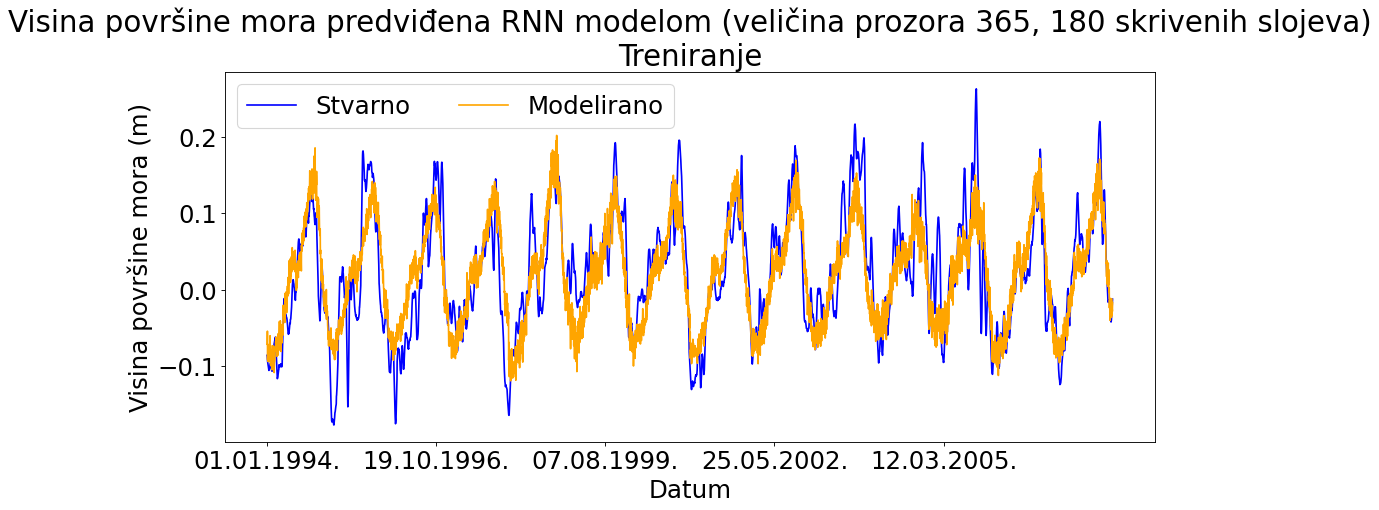 Visina površine mora predviđena RNN modelom (veličina prozora 365, 180 skrivenih slojeva)
Treniranje
Stvarno Modelirano
Visina površine mora (m)
0.2
0.1
0.0
−0.1
01.01.1994. 19.10.1996. 07.08.1999. 25.05.2002. 12.03.2005.
Datum